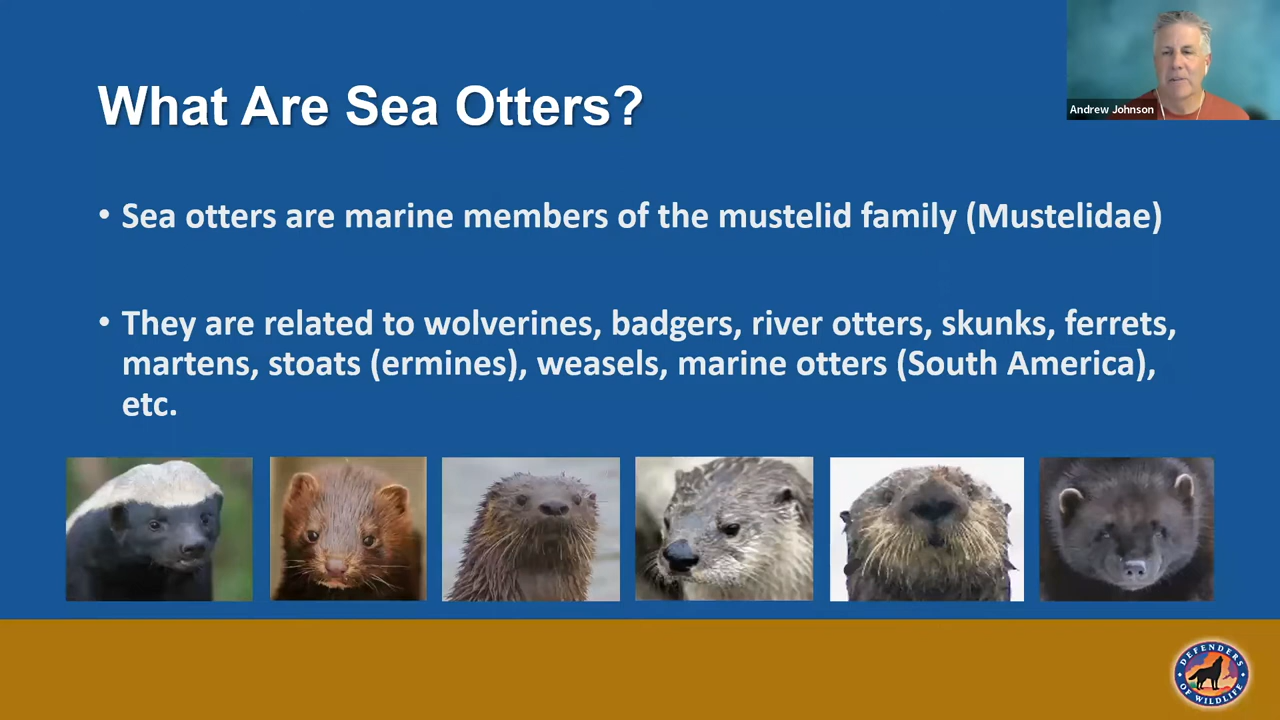 What Are Sea Otters?
Andrew Johnson
• Sea otters are marine members of the mustelid family (Mustelidae)
• They are related to wolverines, badgers, river otters, skunks, ferrets,
martens, stoats (ermines), weasels, marine otters (South America),
etc.
DEFENDERS
OF WILDLIFE